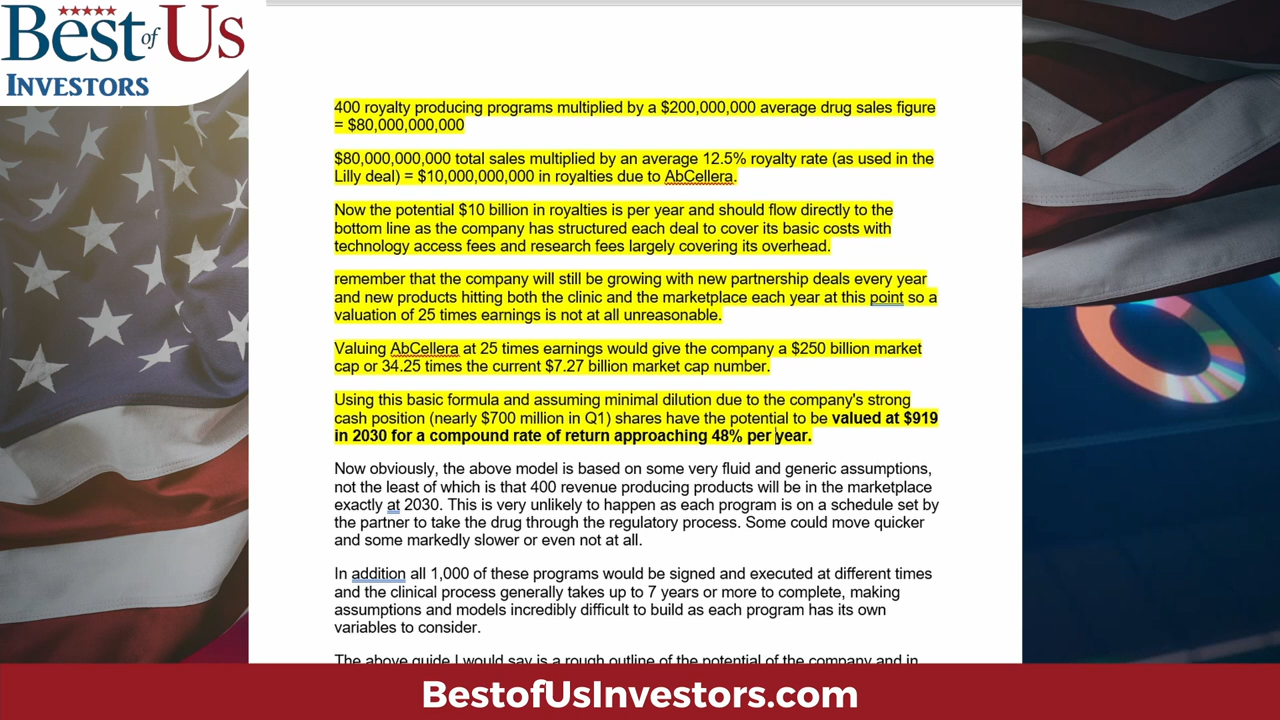 ★★★★★
Best of Us
INVESTORS
400 royalty producing programs multiplied by a $200,000,000 average drug sales figure
= $80,000,000,000
$80,000,000,000 total sales multiplied by an average 12.5% royalty rate (as used in the
Lilly deal) = $10,000,000,000 in royalties due to AbCellera.
Now the potential $10 billion in royalties is per year and should flow directly to the
bottom line as the company has structured each deal to cover its basic costs with
technology access fees and research fees largely covering its overhead.
remember that the company will still be growing with new partnership deals every year
and new products hitting both the clinic and the marketplace each year at this point so a
valuation of 25 times earnings is not at all unreasonable.
Valuing AbCellera at 25 times earnings would give the company a $250 billion market
cap or 34.25 times the current $7.27 billion market cap number.
Using this basic formula and assuming minimal dilution due to the company's strong
cash position (nearly $700 million in Q1) shares have the potential to be valued at $919
in 2030 for a compound rate of return approaching 48% per year.
Now obviously, the above model is based on some very fluid and generic assumptions,
not the least of which is that 400 revenue producing products will be in the marketplace
exactly at 2030. This is very unlikely to happen as each program is on a schedule set by
the partner to take the drug through the regulatory process. Some could move quicker
and some markedly slower or even not at all.
In addition all 1,000 of these programs would be signed and executed at different times
and the clinical process generally takes up to 7 years or more to complete, making
assumptions and models incredibly difficult to build as each program has its own
variables to consider.
The above guide I would say is a rough outline of the potential of the company and in
BestofUsInvestors.com